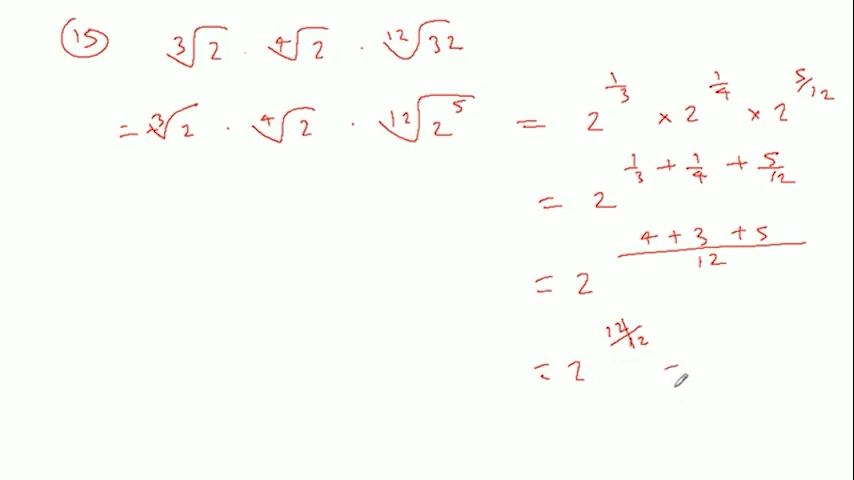 (15) ∛2 . ∜2 . ¹²√32
= ∛2 . ∜2 . ¹²√2⁵ = 2^(1/3) × 2^(1/4) × 2^(5/12)
= 2^(1/3 + 1/4 + 5/12)
= 2^((4 + 3 + 5)/12)
= 2^(12/12) =